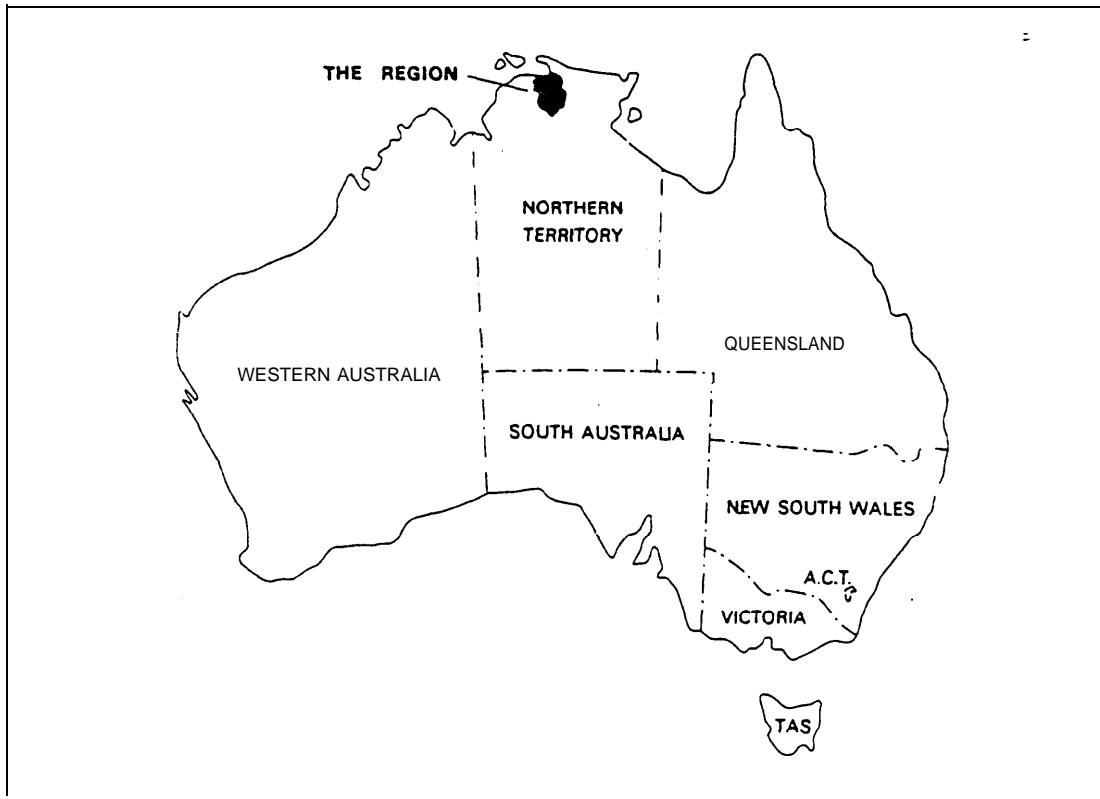 THE REGION
NORTHERN
TERRITORY
QUEENSLAND
WESTERN AUSTRALIA
SOUTH AUSTRALIA
NEW SOUTH WALES
A.C.T.
VICTORIA
TAS